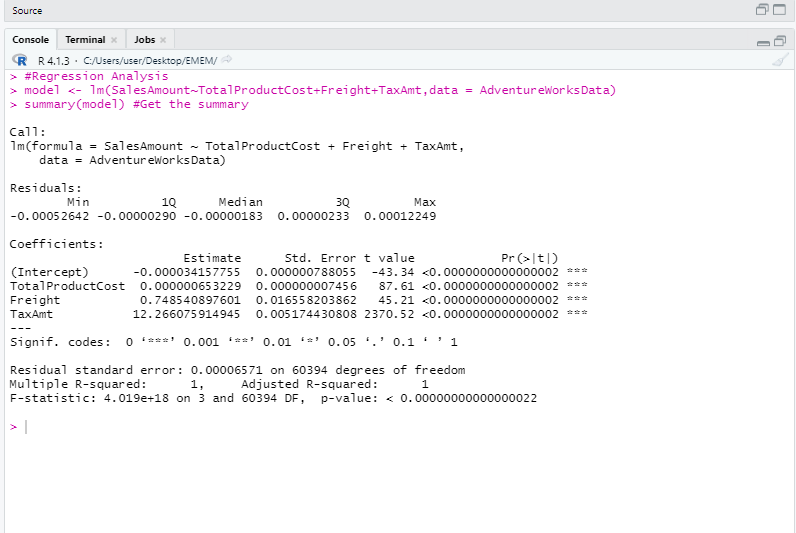 Source
Console Terminal Jobs
R R 4.1.3 · C:/Users/user/Desktop/EMEM/
> #Regression Analysis
> model <- lm(SalesAmount~TotalProductCost+Freight+TaxAmt,data = AdventureWorksData)
> summary(model) #Get the summary
Call:
lm(formula = SalesAmount ~ TotalProductCost + Freight + TaxAmt,
    data = AdventureWorksData)
Residuals:
        Min          1Q      Median          3Q         Max
-0.00052642 -0.00000290 -0.00000183  0.00000233  0.00012249
Coefficients:
                        Estimate      Std. Error t value            Pr(>|t|)
(Intercept)      -0.000034157755  0.000000788055  -43.34 <0.0000000000000002 ***
TotalProductCost  0.000000653229  0.000000007456   87.61 <0.0000000000000002 ***
Freight           0.748540897601  0.016558203862   45.21 <0.0000000000000002 ***
TaxAmt           12.266075914945  0.005174430808 2370.52 <0.0000000000000002 ***
---
Signif. codes:  0 ‘***’ 0.001 ‘**’ 0.01 ‘*’ 0.05 ‘.’ 0.1 ‘ ’ 1
Residual standard error: 0.00006571 on 60394 degrees of freedom
Multiple R-squared:      1,     Adjusted R-squared:      1
F-statistic: 4.019e+18 on 3 and 60394 DF,  p-value: < 0.00000000000000022
>